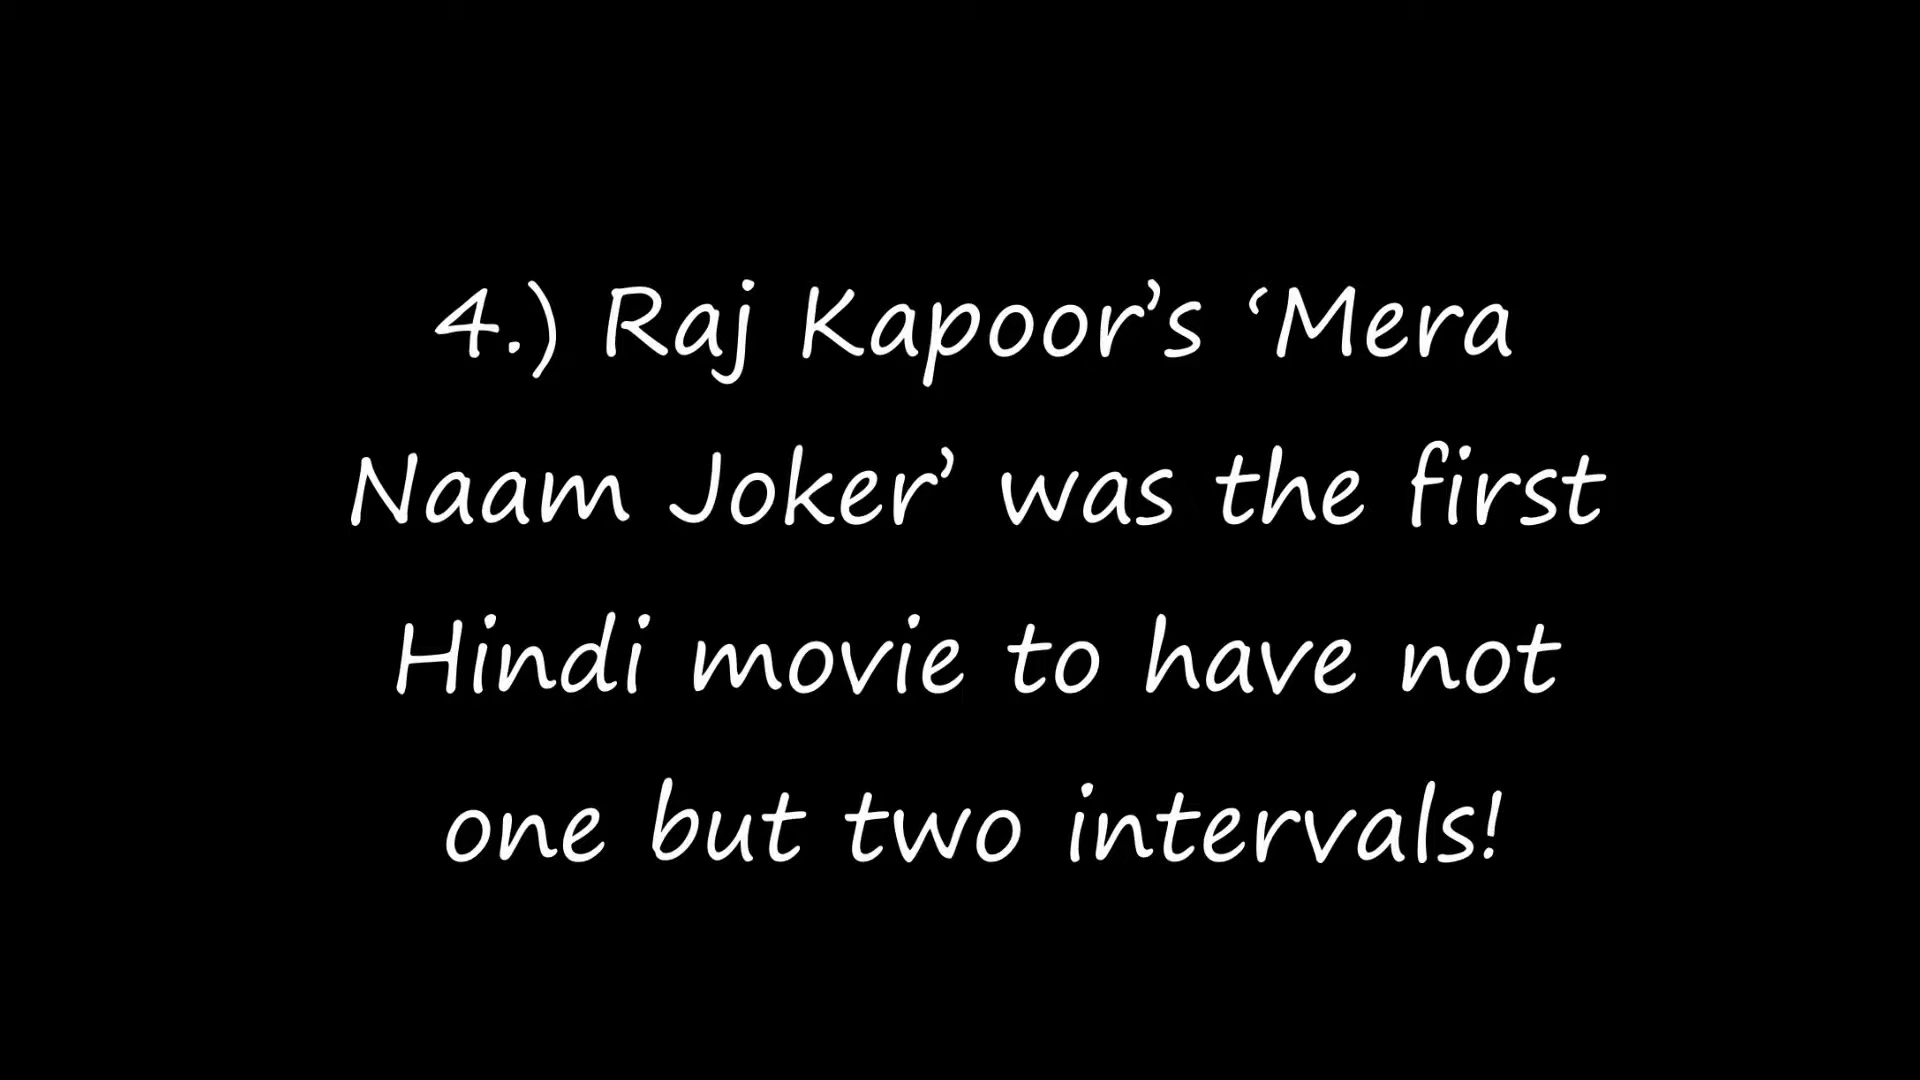 4.) Raj Kapoor’s ‘Mera
Naam Joker’ was the first
Hindi movie to have not
one but two intervals!